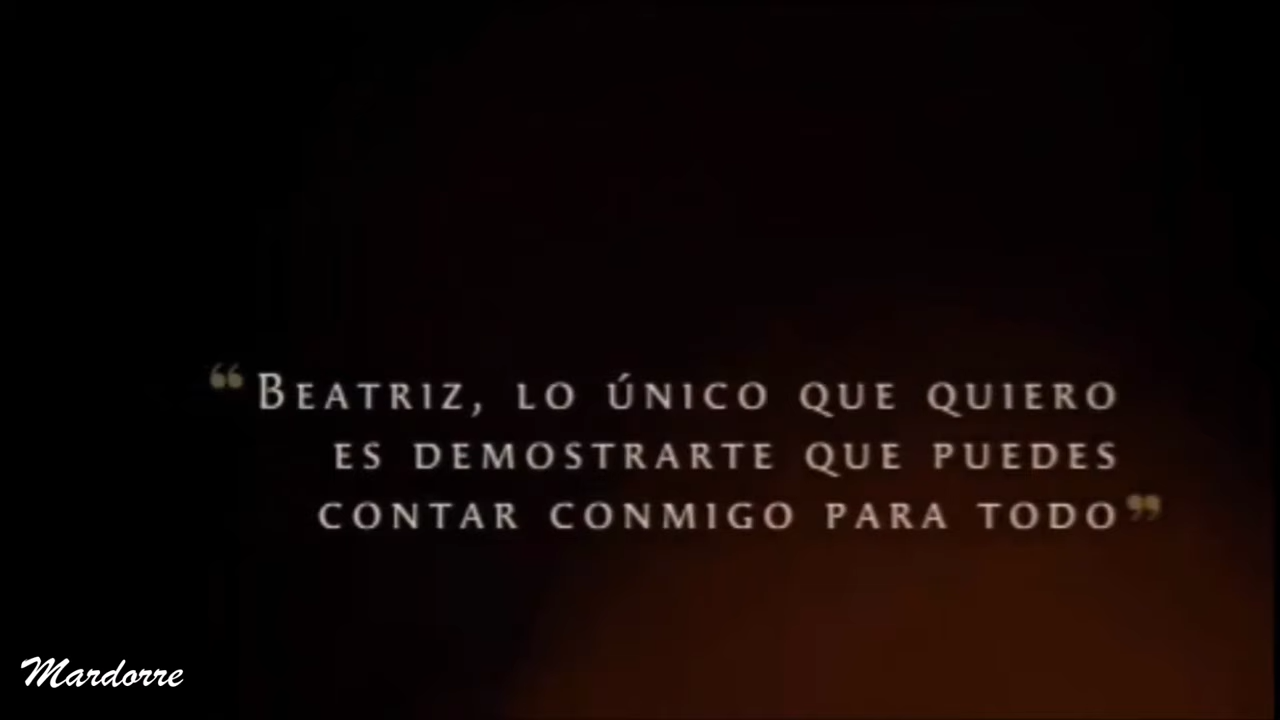 “Beatriz, lo único que quiero
es demostrarte que puedes
contar conmigo para todo”
Mardorre